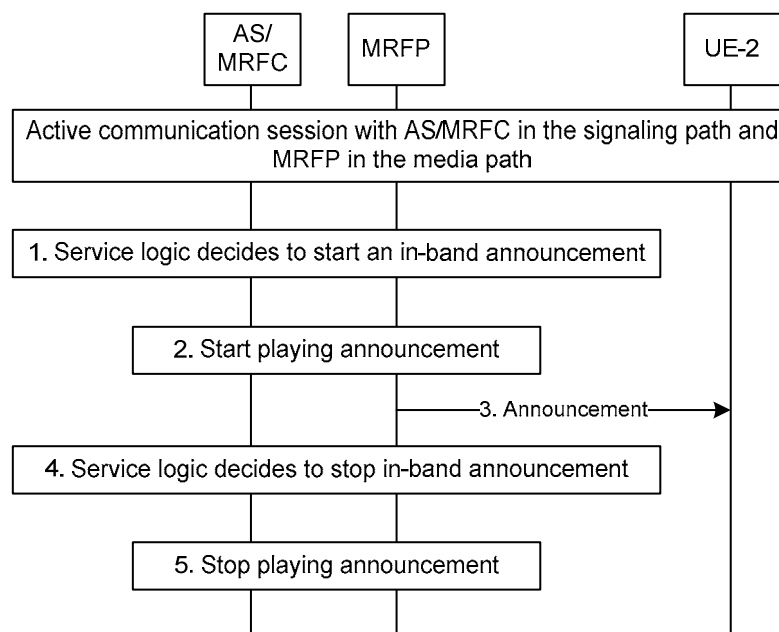 AS/
MRFC
MRFP
UE-2
Active communication session with AS/MRFC in the signaling path and
MRFP in the media path
1. Service logic decides to start an in-band announcement
2. Start playing announcement
3. Announcement
4. Service logic decides to stop in-band announcement
5. Stop playing announcement